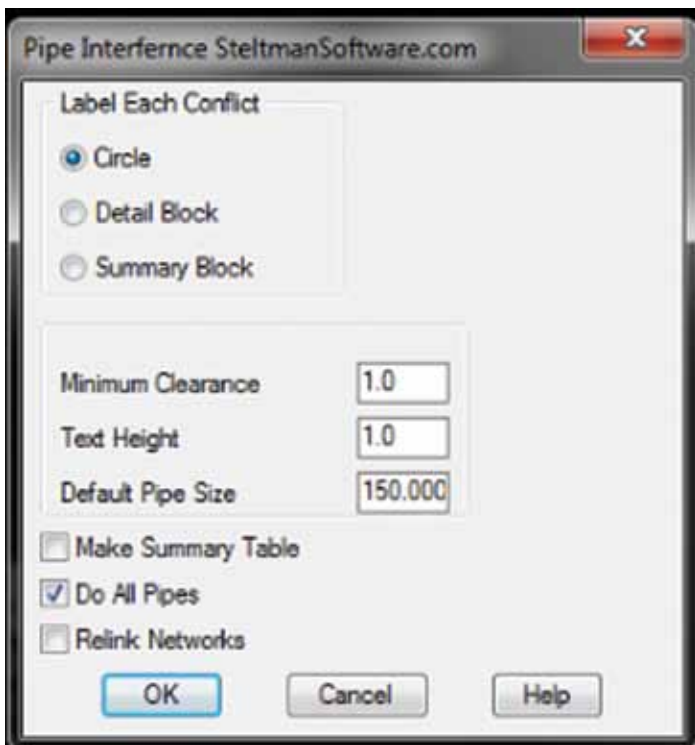 Pipe Interfernce SteltmanSoftware.com
Label Each Conflict
Circle
Detail Block
Summary Block
Minimum Clearance 1.0
Text Height 1.0
Default Pipe Size 150.000
Make Summary Table
Do All Pipes
Relink Networks
OK Cancel Help